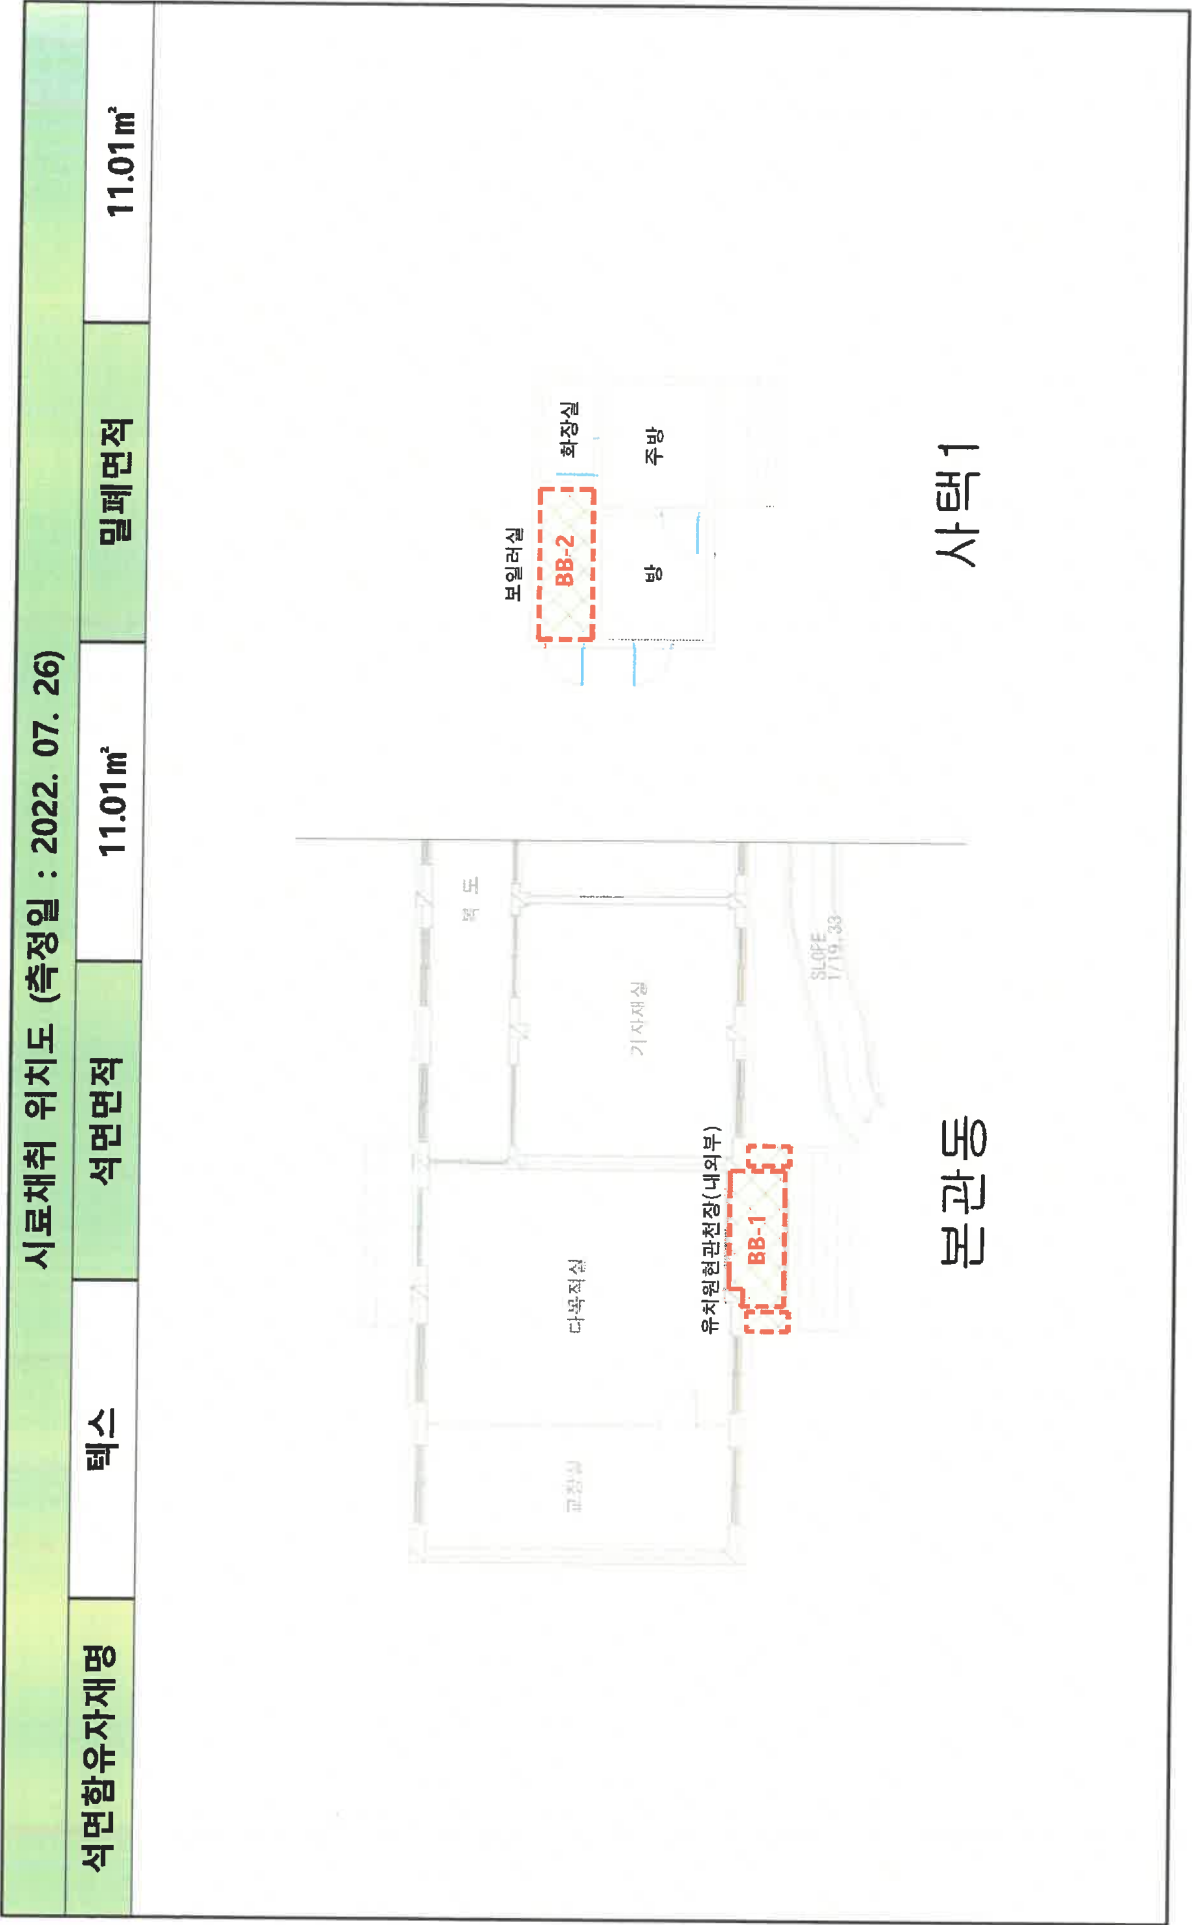 시료채취 위치도 (측정일 : 2022. 07. 26)
석면함유자재명 텍스 석면면적 11.01㎡ 밀폐면적 11.01㎡
보일러실
BB-2
화장실
방
주방
복도
기자재실
다목적실
교장실
유치원현관천장(내외부)
BB-1
SLOPE
1/19.33
본관동
사택1